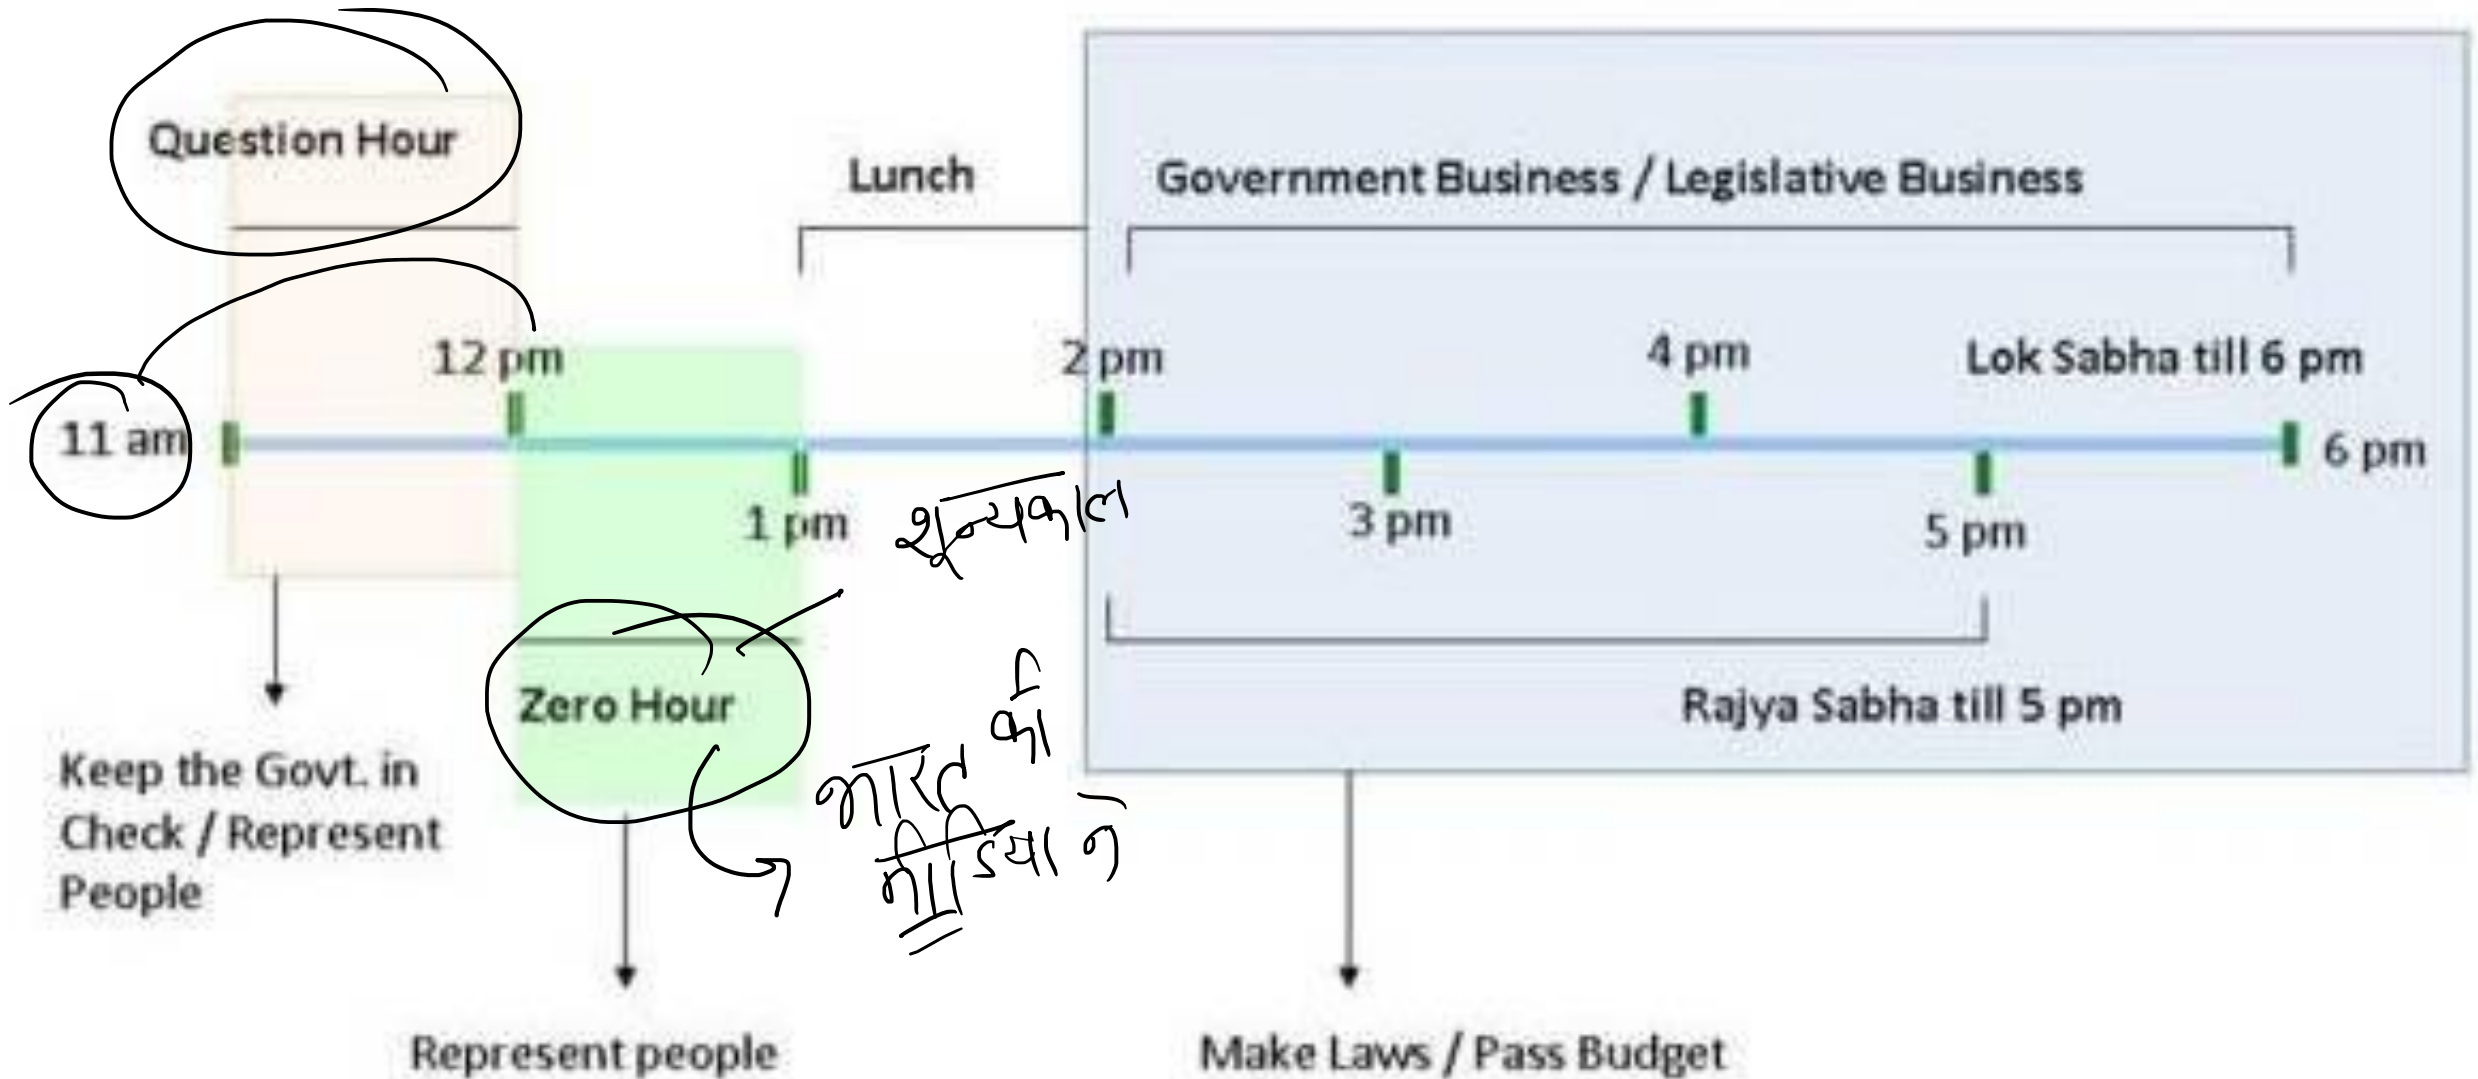 Question Hour
Lunch
Government Business / Legislative Business
12 pm
2 pm
4 pm
Lok Sabha till 6 pm
11 am
6 pm
1 pm
शून्यकाल
3 pm
5 pm
Zero Hour
Rajya Sabha till 5 pm
भारत की
मीडिया ने
Keep the Govt. in
Check / Represent
People
Represent people
Make Laws / Pass Budget